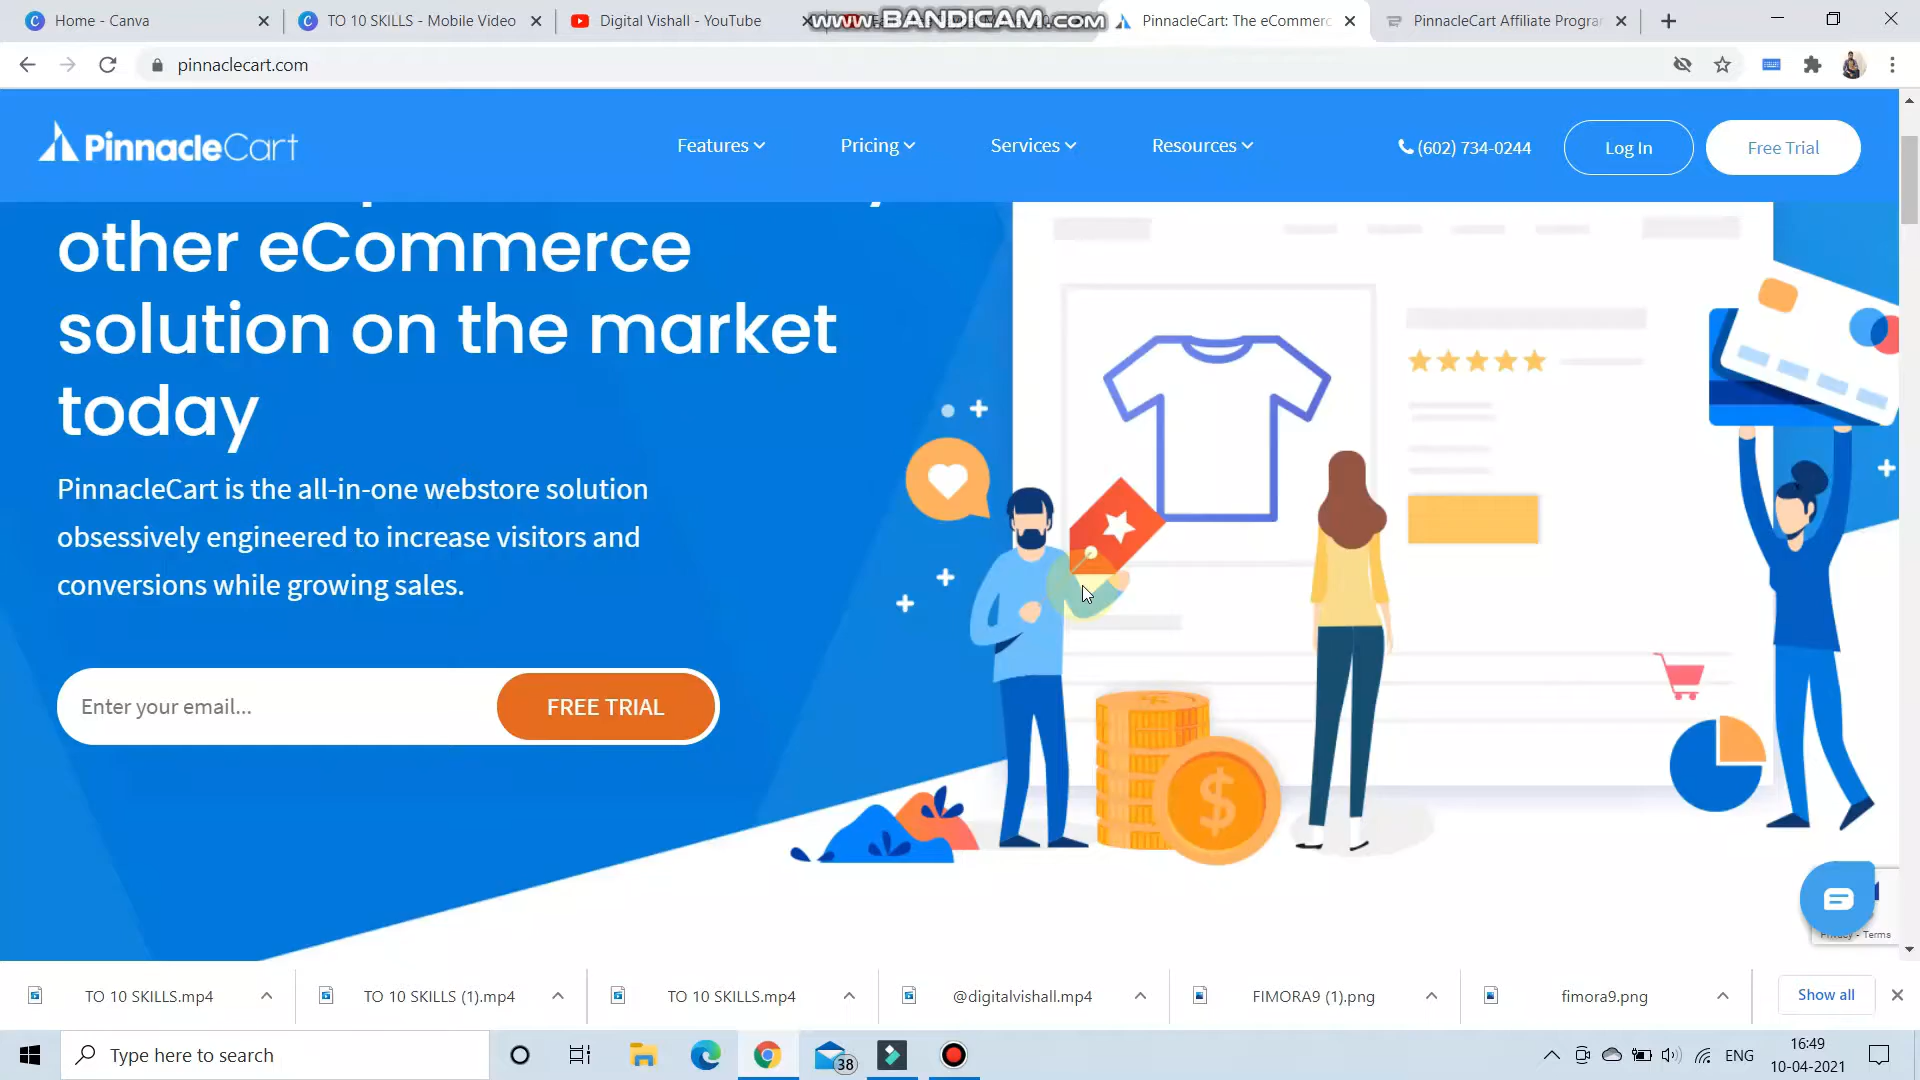 Home - Canva
TO 10 SKILLS - Mobile Video
Digital Vishall - YouTube
www.BANDICAM.com
PinnacleCart: The eCommerc
PinnacleCart Affiliate Progra
pinnaclecart.com
PinnacleCart
Features
Pricing
Services
Resources
(602) 734-0244
Log In
Free Trial
other eCommerce
solution on the market
today
PinnacleCart is the all-in-one webstore solution
obsessively engineered to increase visitors and
conversions while growing sales.
Enter your email...
FREE TRIAL
$
Privacy - Terms
TO 10 SKILLS.mp4
TO 10 SKILLS (1).mp4
TO 10 SKILLS.mp4
@digitalvishall.mp4
FIMORA9 (1).png
fimora9.png
Show all
Type here to search
38
ENG
16:49
10-04-2021